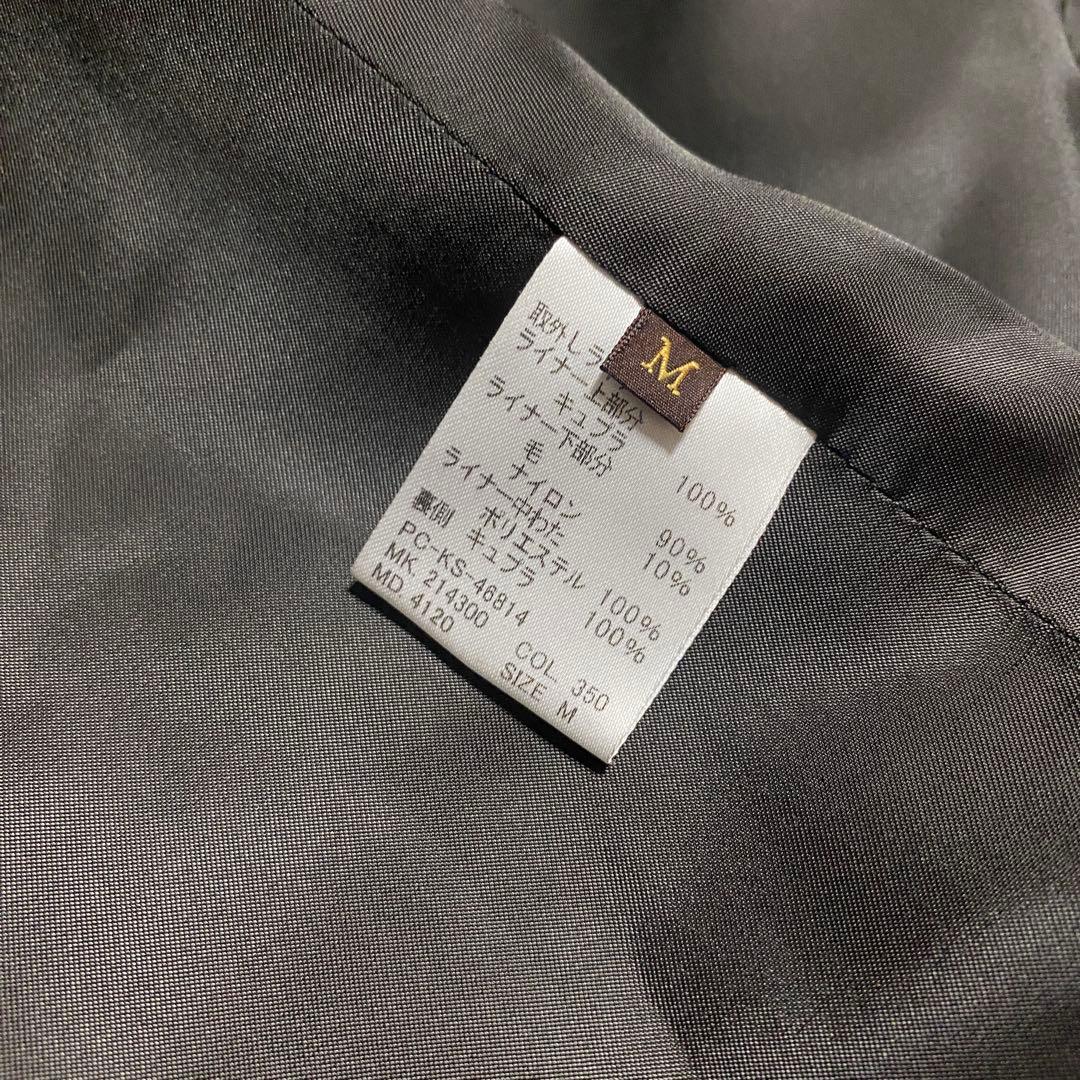 M
取外しラ
ライナー上部分
キュプラ 100%
ライナー下部分
毛 90%
ナイロン 10%
ライナー中わた
ポリエステル 100%
裏側 キュプラ 100%
PC-KS-46814
MK 214300 COL 350
MD 4120 SIZE M